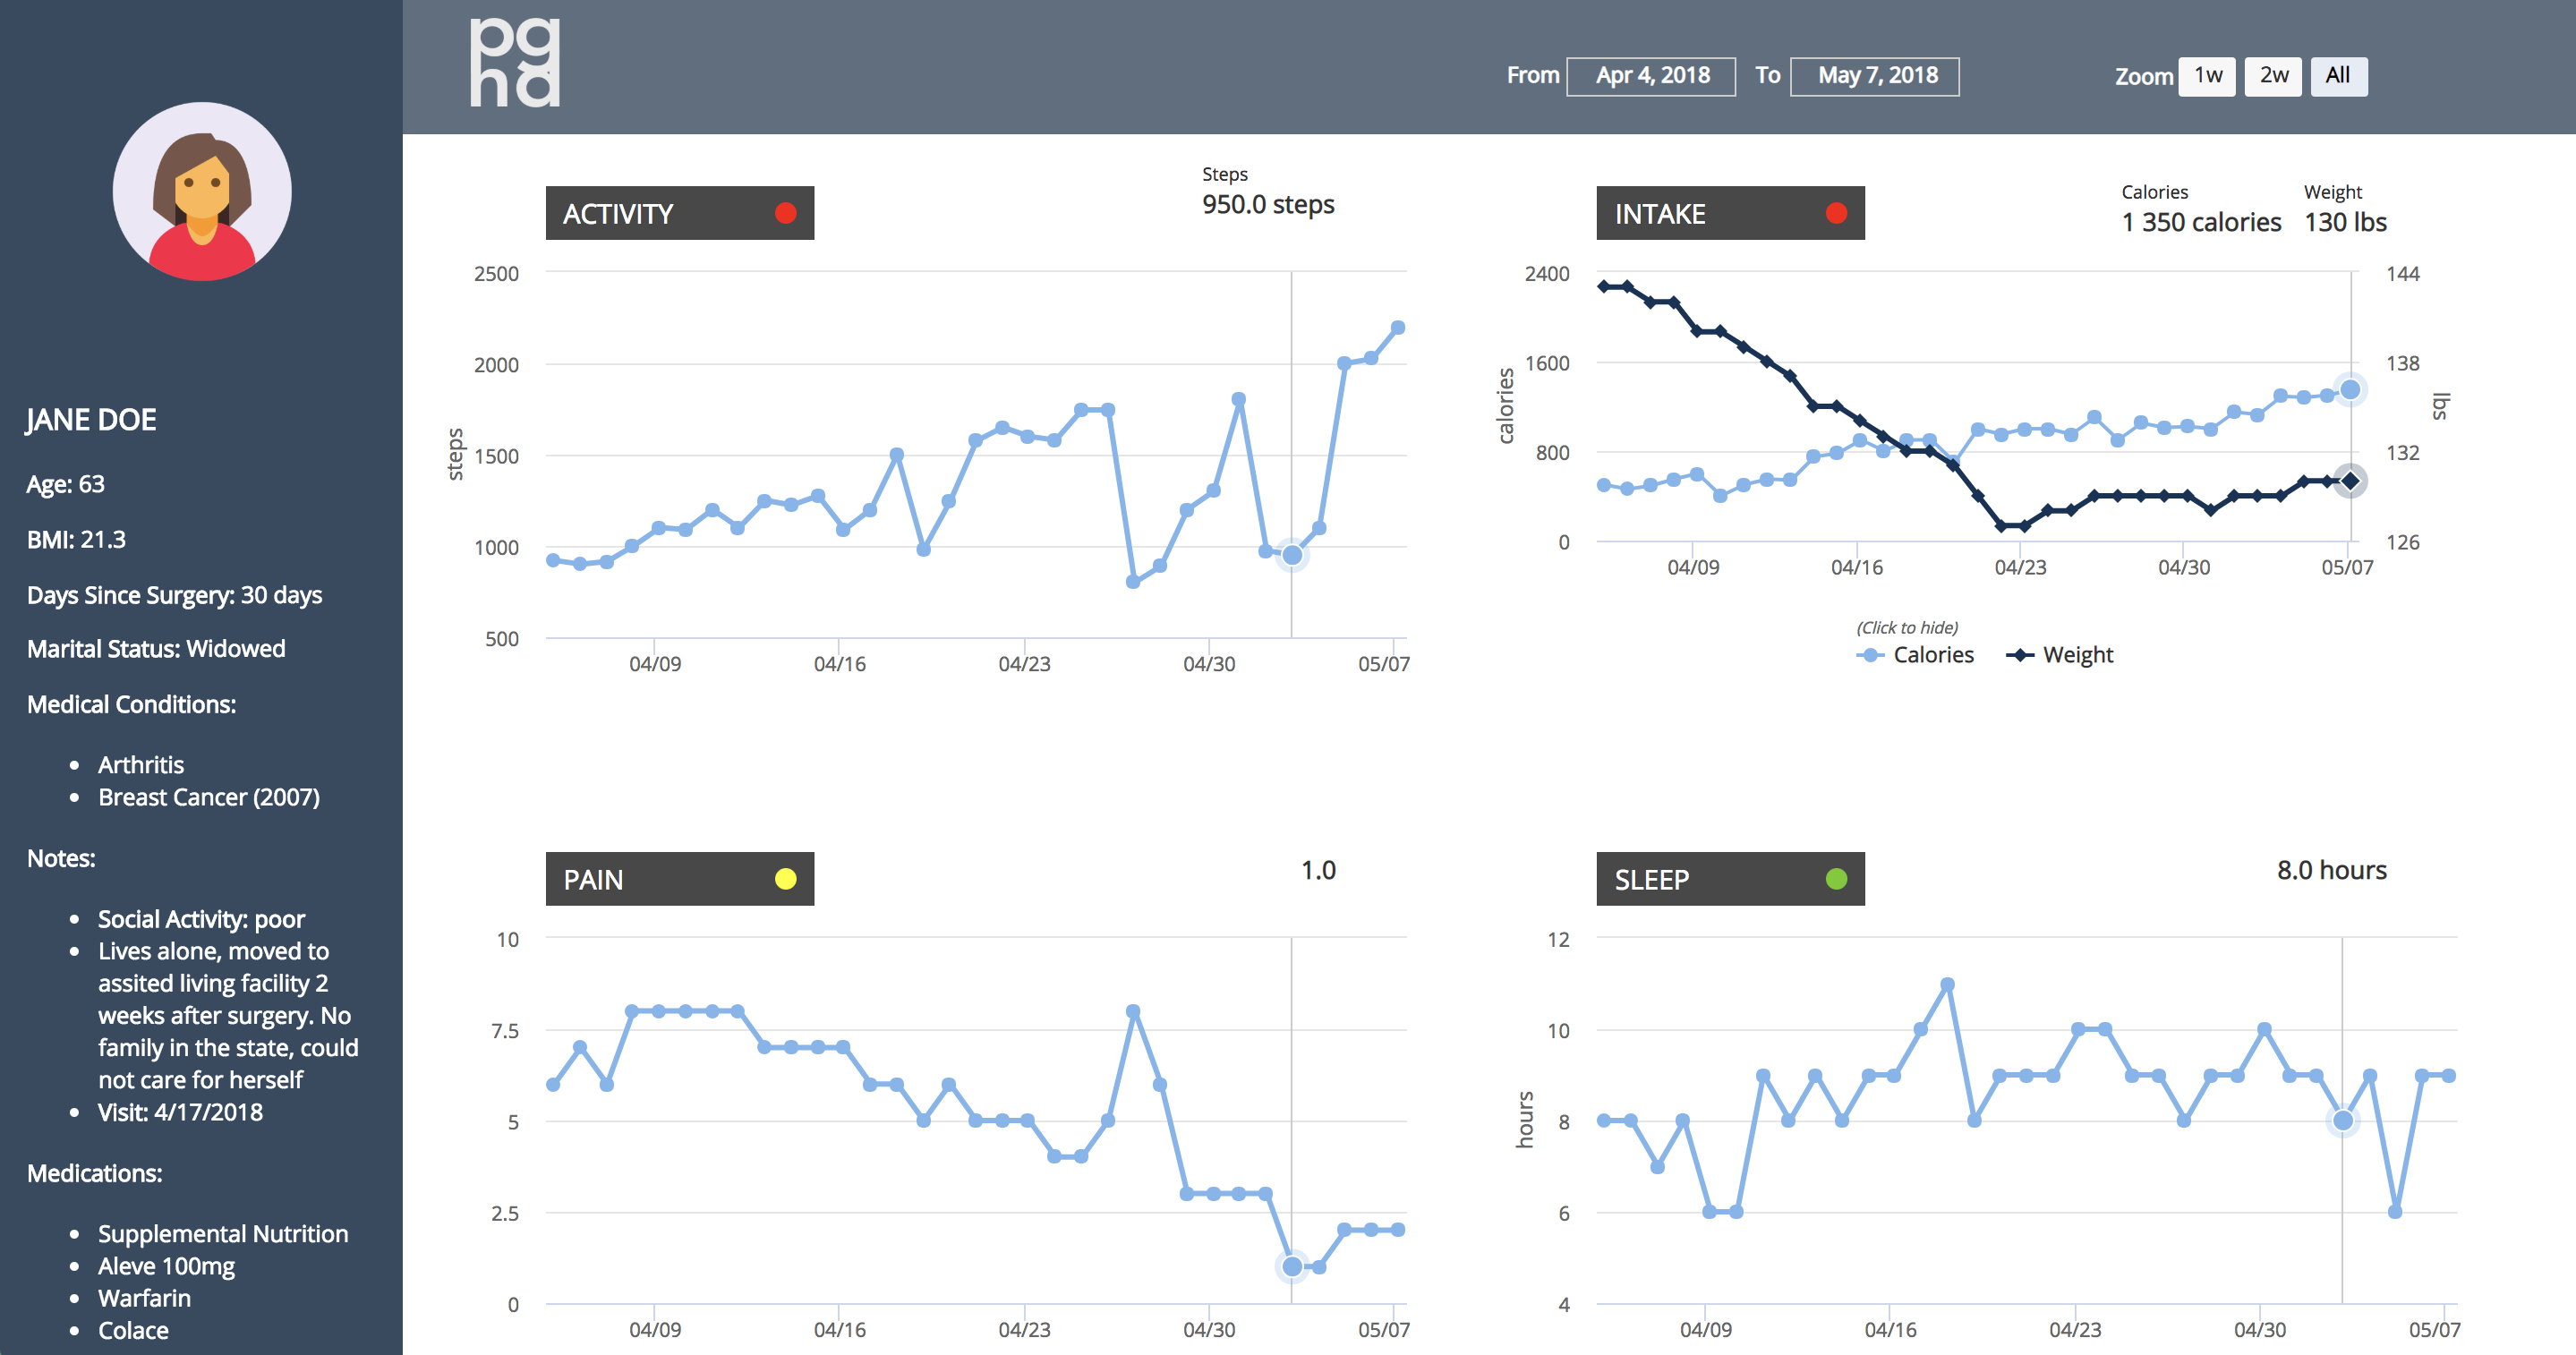 pg
hd
From Apr 4, 2018 To May 7, 2018 Zoom 1w 2w All
JANE DOE
Age: 63
BMI: 21.3
Days Since Surgery: 30 days
Marital Status: Widowed
Medical Conditions:
• Arthritis
• Breast Cancer (2007)
Notes:
• Social Activity: poor
• Lives alone, moved to
assited living facility 2
weeks after surgery. No
family in the state, could
not care for herself
• Visit: 4/17/2018
Medications:
• Supplemental Nutrition
• Aleve 100mg
• Warfarin
• Colace
ACTIVITY
Steps
950.0 steps
steps
2500
2000
1500
1000
500
04/09 04/16 04/23 04/30 05/07
INTAKE
Calories Weight
1 350 calories 130 lbs
calories
2400
1600
800
0
144
138
132
126
lbs
04/09 04/16 04/23 04/30 05/07
(Click to hide)
Calories Weight
PAIN
1.0
10
7.5
5
2.5
0
04/09 04/16 04/23 04/30 05/07
SLEEP
8.0 hours
hours
12
10
8
6
4
04/09 04/16 04/23 04/30 05/07